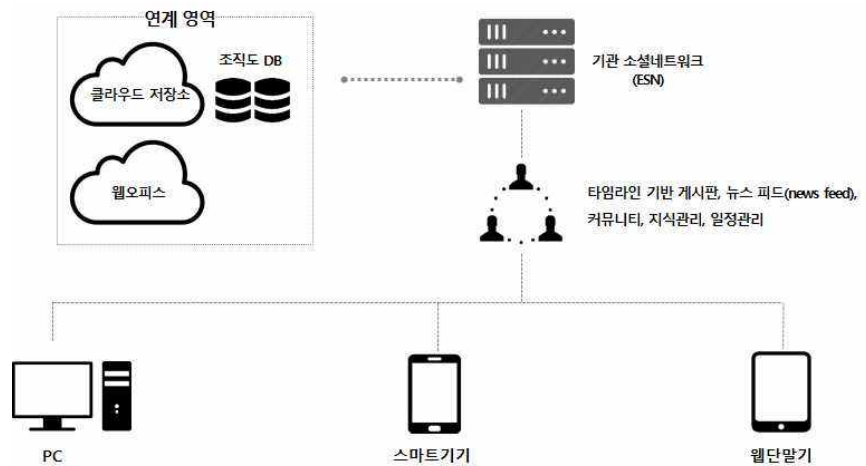 연계 영역
조직도 DB
클라우드 저장소
웹오피스
기관 소셜네트워크
(ESN)
타임라인 기반 게시판, 뉴스 피드(news feed),
커뮤니티, 지식관리, 일정관리
PC
스마트기기
웹단말기